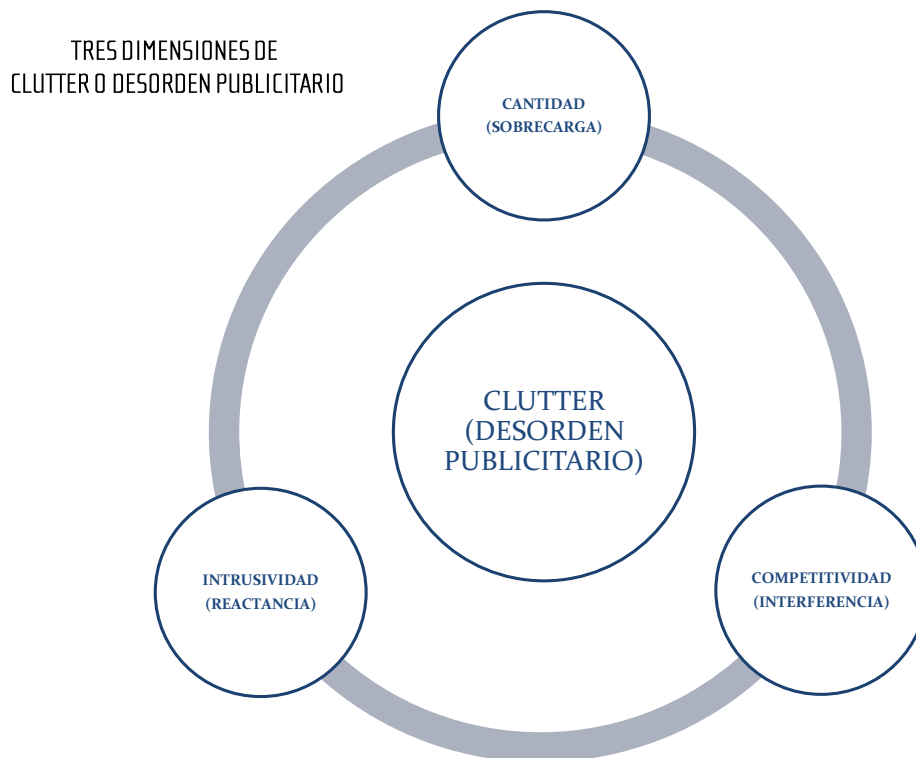 TRES DIMENSIONES DE
CLUTTER O DESORDEN PUBLICITARIO
CANTIDAD
(SOBRECARGA)
CLUTTER
(DESORDEN
PUBLICITARIO)
INTRUSIVIDAD
(REACTANCIA)
COMPETITIVIDAD
(INTERFERENCIA)